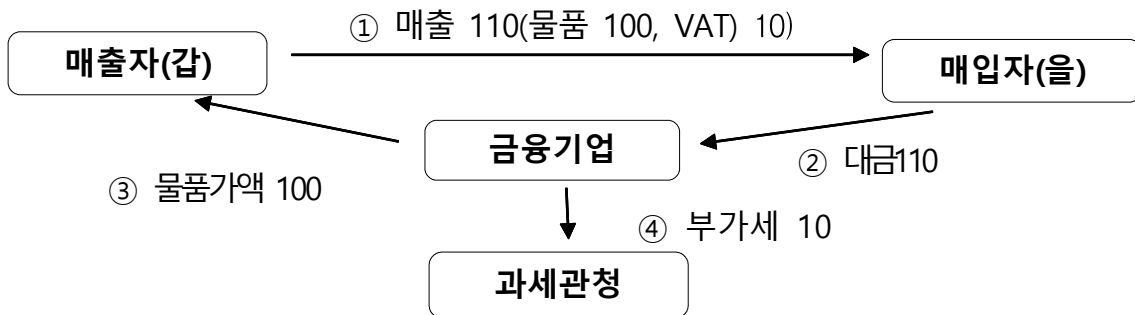 ① 매출 110(물품 100, VAT) 10)
매출자(갑)
매입자(을)
금융기업
② 대금110
③ 물품가액 100
④ 부가세 10
과세관청